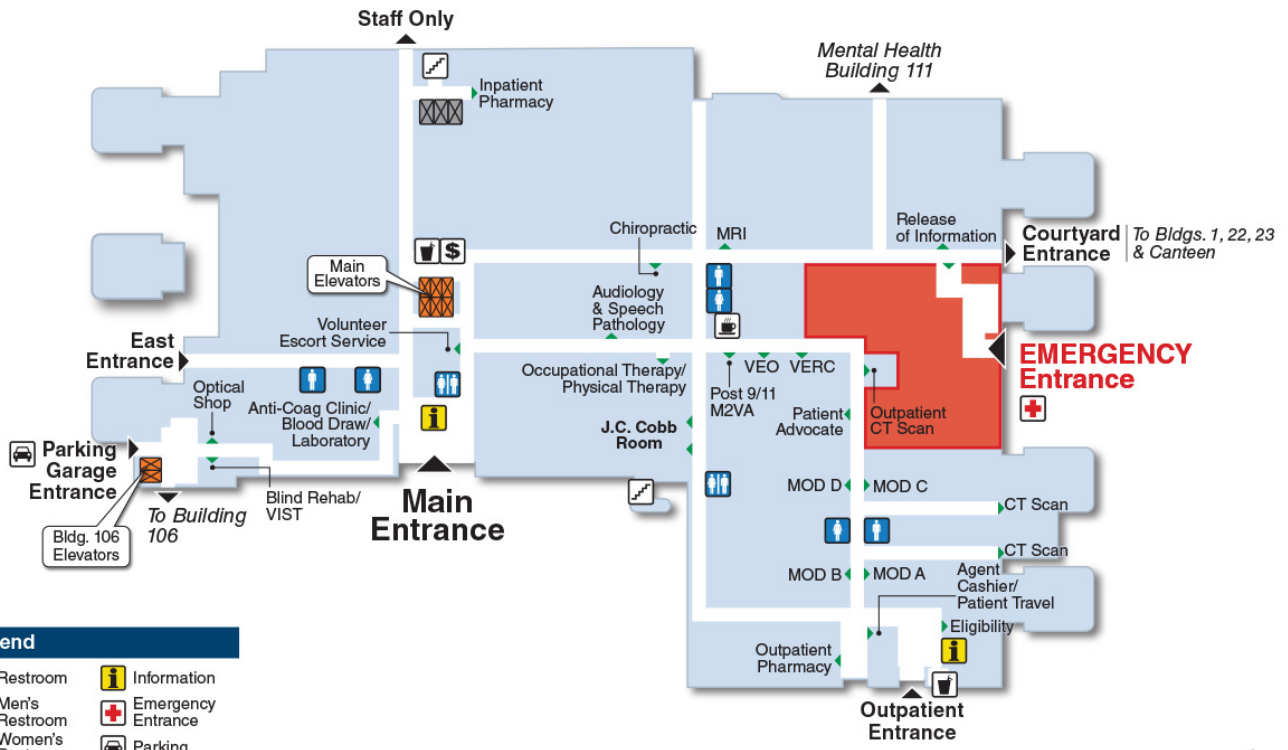 Staff Only
Mental Health
Building 111
Inpatient
Pharmacy
Chiropractic
MRI
Release
of Information
Courtyard
Entrance
To Bldgs. 1, 22, 23
& Canteen
$
Main
Elevators
Audiology
& Speech
Pathology
Volunteer
Escort Service
East
Entrance
EMERGENCY
Entrance
Occupational Therapy/
Physical Therapy
VEO
VERC
Post 9/11
M2VA
Optical
Shop
Anti-Coag Clinic/
Blood Draw/
Laboratory
i
Patient
Advocate
Outpatient
CT Scan
J.C. Cobb
Room
Parking
Garage
Entrance
Blind Rehab/
VIST
Main
Entrance
To Building
106
Bldg. 106
Elevators
MOD D
MOD C
CT Scan
CT Scan
MOD B
MOD A
Agent
Cashier/
Patient Travel
Eligibility
i
Outpatient
Pharmacy
Outpatient
Entrance
end
Restroom
i
Information
Men's
Restroom
Emergency
Entrance
Women's
Parking